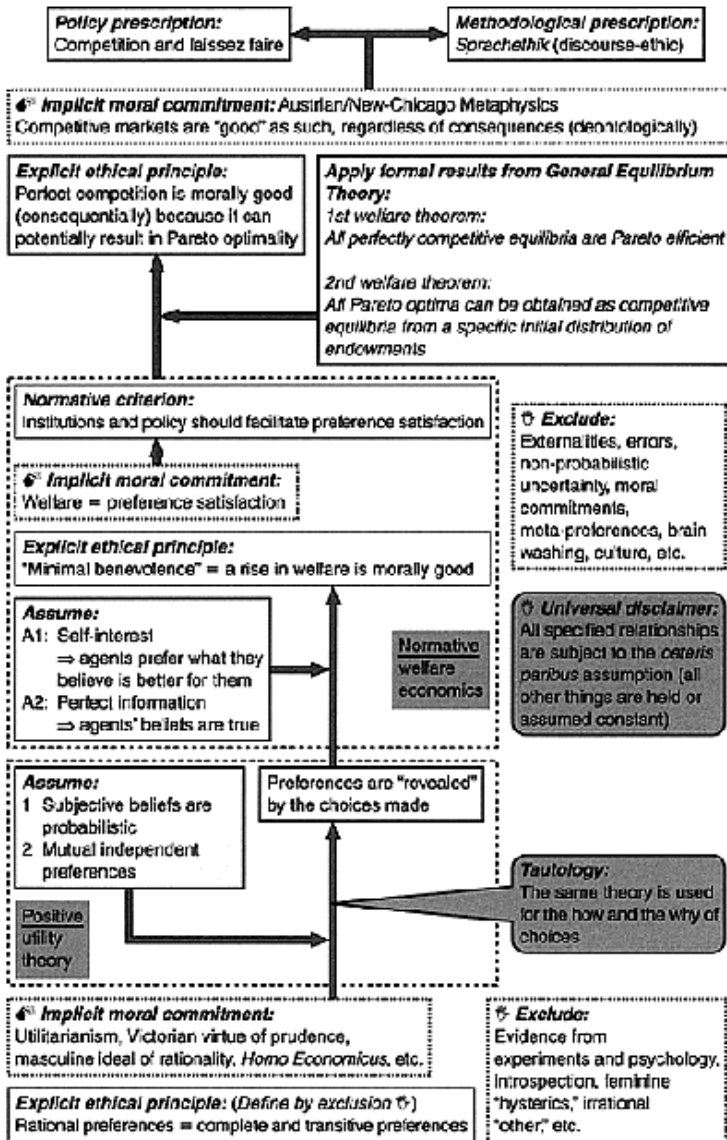 Policy prescription:
Competition and laissez faire
Methodological prescription:
Sprachethik (discourse-ethic)
Implicit moral commitment: Austrian/New-Chicago Metaphysics
Competitive markets are "good" as such, regardless of consequences (deontologically)
Explicit ethical principle:
Perfect competition is morally good
(consequentially) because it can
potentially result in Pareto optimality
Apply formal results from General Equilibrium
Theory:
1st welfare theorem:
All perfectly competitive equilibria are Pareto efficient
2nd welfare theorem:
All Pareto optima can be obtained as competitive
equilibria from a specific initial distribution of
endowments
Normative criterion:
Institutions and policy should facilitate preference satisfaction
Implicit moral commitment:
Welfare = preference satisfaction
Exclude:
Externalities, errors,
non-probabilistic
uncertainty, moral
commitments,
meta-preferences, brain
washing, culture, etc.
Explicit ethical principle:
"Minimal benevolence" = a rise in welfare is morally good
Assume:
A1: Self-interest
⇒ agents prefer what they
believe is better for them
A2: Perfect information
⇒ agents' beliefs are true
Normative
welfare
economics
Universal disclaimer:
All specified relationships
are subject to the ceteris
paribus assumption (all
other things are held or
assumed constant)
Assume:
1 Subjective beliefs are
probabilistic
2 Mutual independent
preferences
Preferences are "revealed"
by the choices made
Positive
utility
theory
Tautology:
The same theory is used
for the how and the why of
choices
Implicit moral commitment:
Utilitarianism, Victorian virtue of prudence,
masculine ideal of rationality, Homo Economicus, etc.
Exclude:
Evidence from
experiments and psychology.
Introspection, feminine
"hysterics," irrational
"other," etc.
Explicit ethical principle: (Define by exclusion)
Rational preferences = complete and transitive preferences